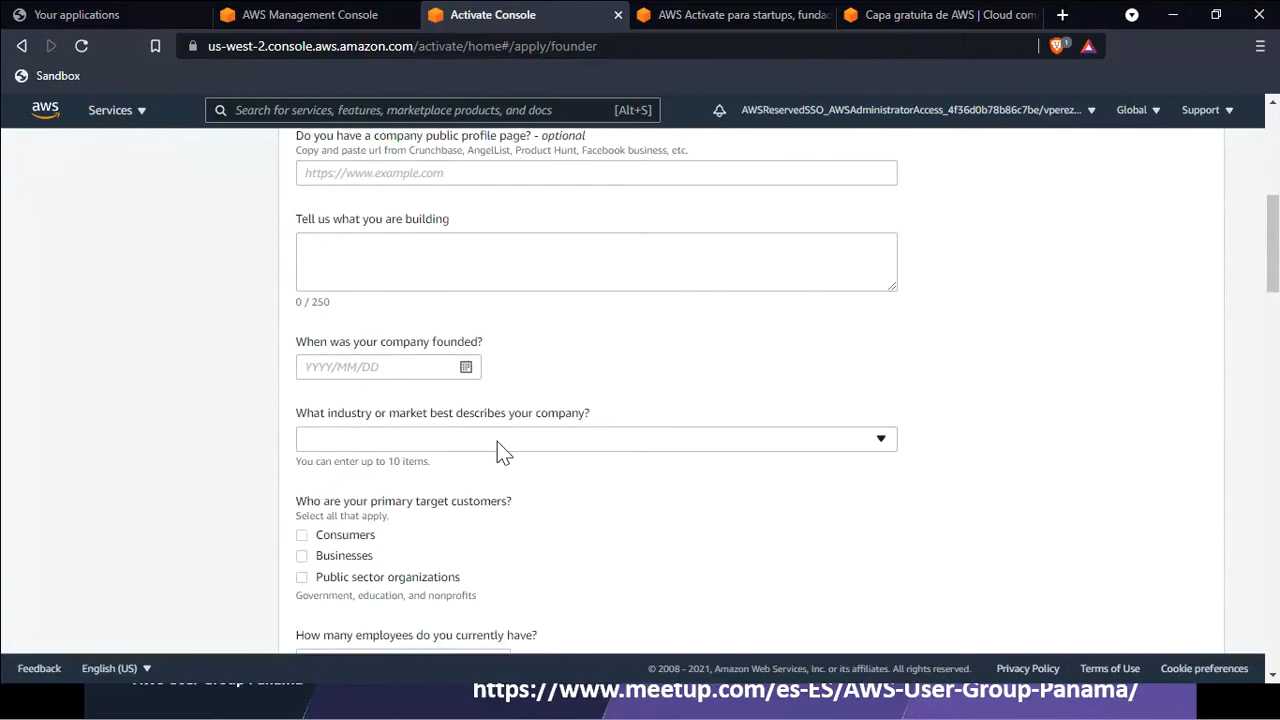 Your applications
AWS Management Console
Activate Console
AWS Activate para startups, fundac
Capa gratuita de AWS | Cloud com
us-west-2.console.aws.amazon.com/activate/home#/apply/founder
1
Sandbox
aws
Services
Search for services, features, marketplace products, and docs
[Alt+S]
AWSReservedSSO_AWSAdministratorAccess_4f36d0b78b86c7be/vperez...
Global
Support
Do you have a company public profile page? - optional
Copy and paste url from Crunchbase, AngelList, Product Hunt, Facebook business, etc.
https://www.example.com
Tell us what you are building
0 / 250
When was your company founded?
YYYY/MM/DD
What industry or market best describes your company?
You can enter up to 10 items.
Who are your primary target customers?
Select all that apply.
Consumers
Businesses
Public sector organizations
Government, education, and nonprofits
How many employees do you currently have?
Feedback
English (US)
© 2008 - 2021, Amazon Web Services, Inc. or its affiliates. All rights reserved.
Privacy Policy
Terms of Use
Cookie preferences
AWS User Group Panama
https://www.meetup.com/es-ES/AWS-User-Group-Panama/